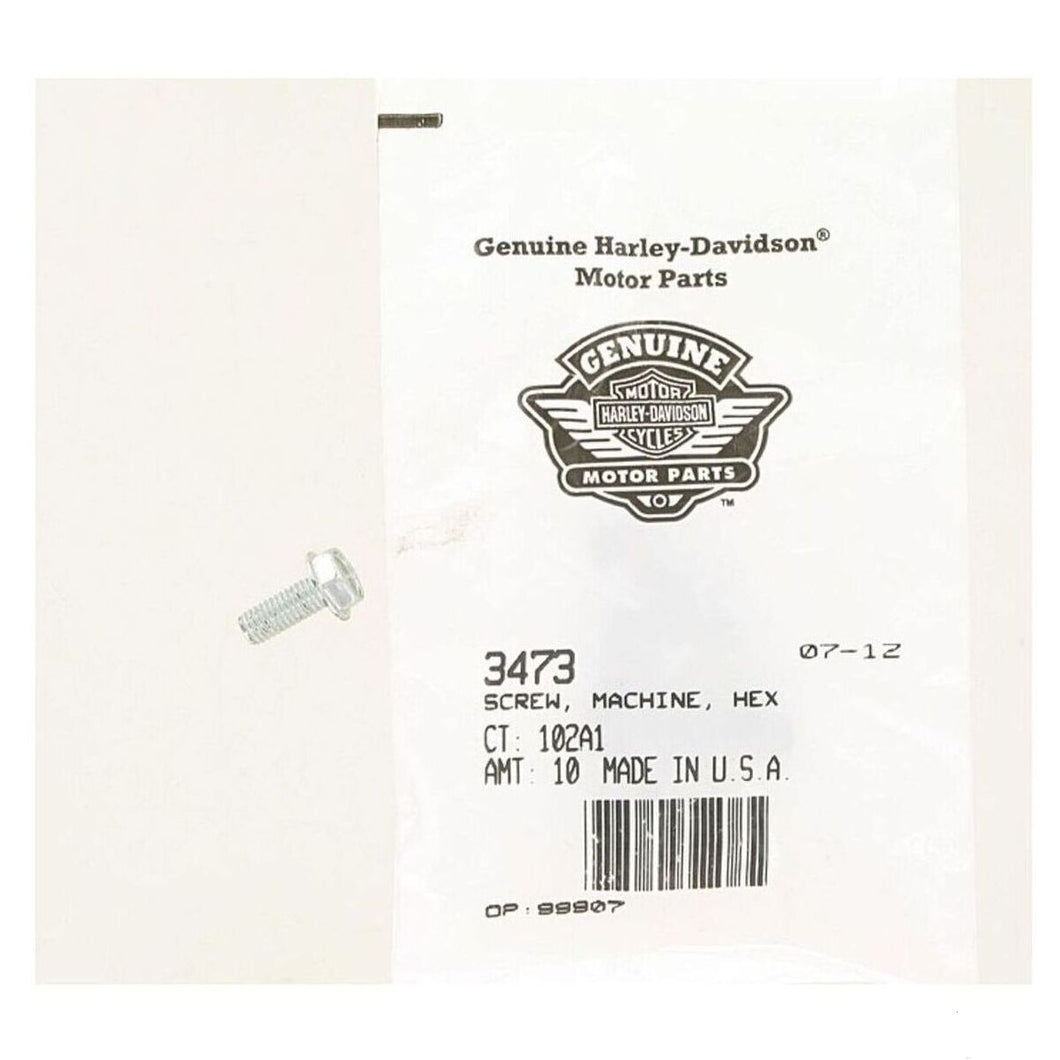 Genuine Harley-Davidson®
Motor Parts
GENUINE
MOTOR
HARLEY-DAVIDSON
CYCLES
MOTOR PARTS
TM
3473 07-12
SCREW, MACHINE, HEX
CT: 102A1
AMT: 10 MADE IN U.S.A.
OP:99907